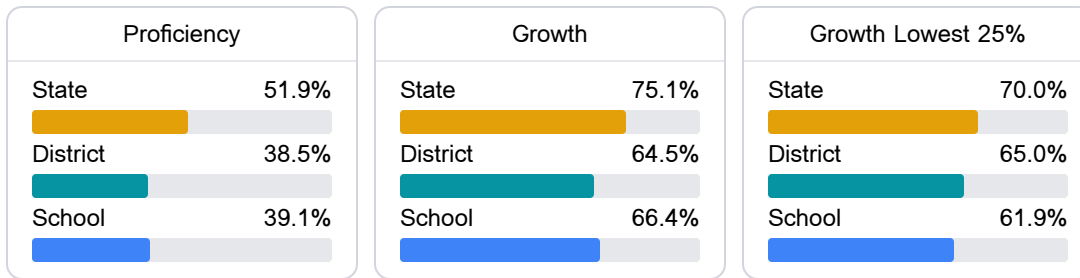 Proficiency
State 51.9%
District 38.5%
School 39.1%
Growth
State 75.1%
District 64.5%
School 66.4%
Growth Lowest 25%
State 70.0%
District 65.0%
School 61.9%